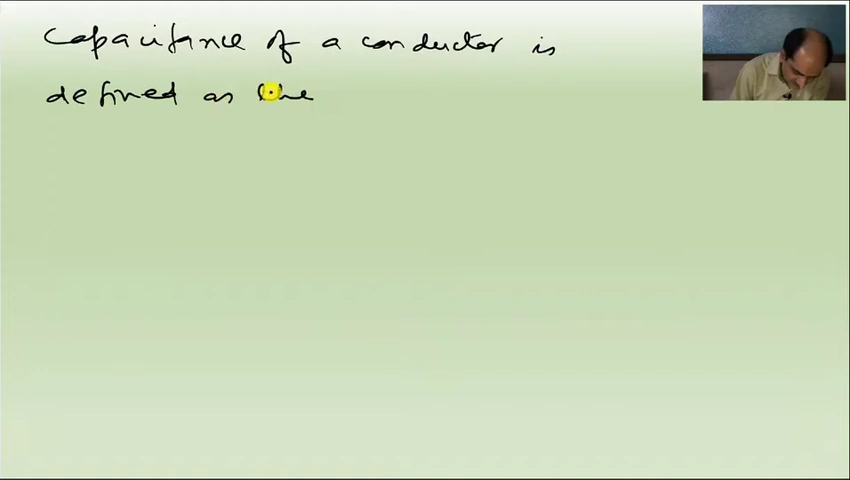 Capacitance of a conductor is
defined as the